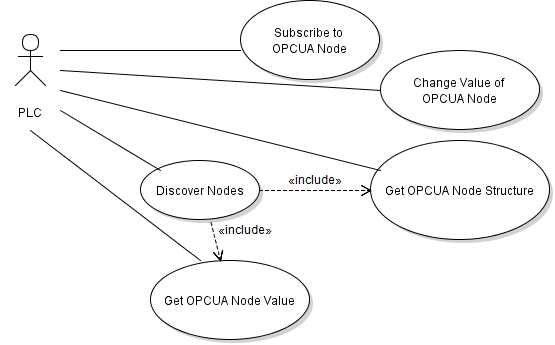 Subscribe to
OPCUA Node
Change Value of
OPCUA Node
PLC
Discover Nodes
«include»
Get OPCUA Node Structure
«include»
Get OPCUA Node Value